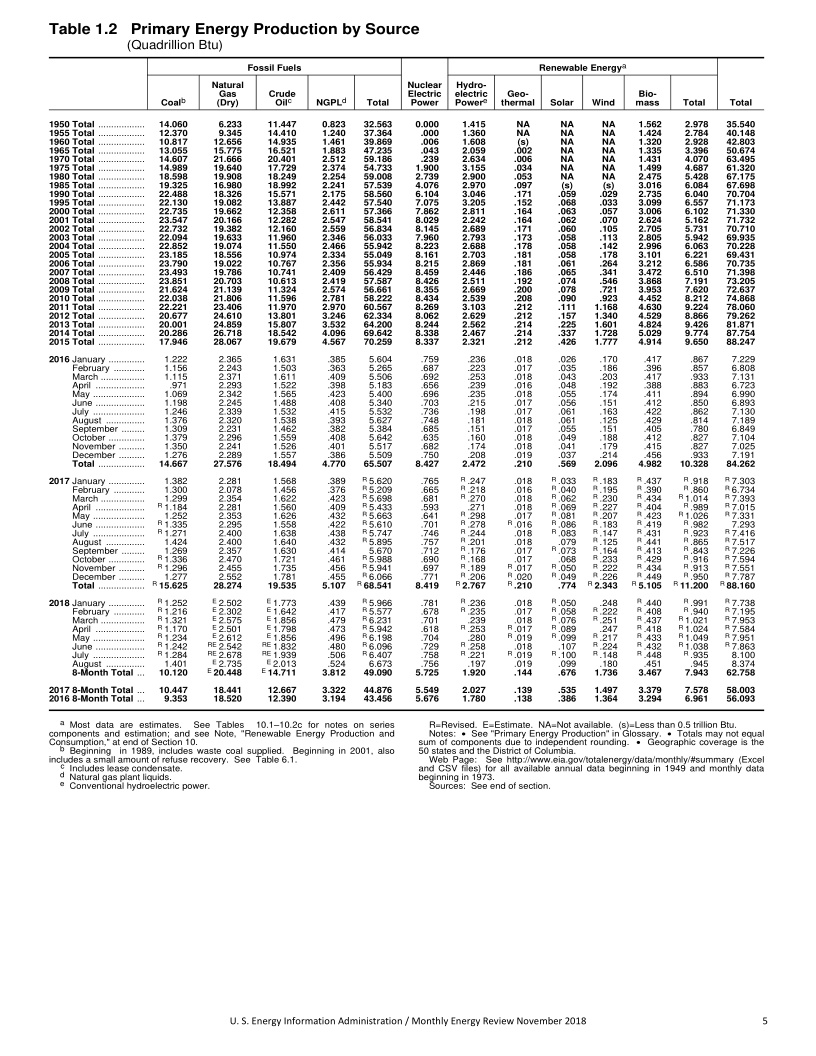 Table 1.2 Primary Energy Production by Source
(Quadrillion Btu)
Fossil Fuels Renewable Energya
Coalb Natural Gas (Dry) Crude Oilc NGPLd Total Nuclear Electric Power Hydro-electric Powere Geo-thermal Solar Wind Bio-mass Total Total
1950 Total .................. 14.060 6.233 11.447 0.823 32.563 0.000 1.415 NA NA NA 1.562 2.978 35.540
1955 Total .................. 12.370 9.345 14.410 1.240 37.364 .000 1.360 NA NA NA 1.424 2.784 40.148
1960 Total .................. 10.817 12.656 14.935 1.461 39.869 .006 1.608 (s) NA NA 1.320 2.928 42.803
1965 Total .................. 13.055 15.775 16.521 1.883 47.235 .043 2.059 .002 NA NA 1.335 3.396 50.674
1970 Total .................. 14.607 21.666 20.401 2.512 59.186 .239 2.634 .006 NA NA 1.431 4.070 63.495
1975 Total .................. 14.989 19.640 17.729 2.374 54.733 1.900 3.155 .034 NA NA 1.499 4.687 61.320
1980 Total .................. 18.598 19.908 18.249 2.254 59.008 2.739 2.900 .053 NA NA 2.475 5.428 67.175
1985 Total .................. 19.325 16.980 18.992 2.241 57.539 4.076 2.970 .097 (s) (s) 3.016 6.084 67.698
1990 Total .................. 22.488 18.326 15.571 2.175 58.560 6.104 3.046 .171 .059 .029 2.735 6.040 70.704
1995 Total .................. 22.130 19.082 13.887 2.442 57.540 7.075 3.205 .152 .068 .033 3.099 6.557 71.173
2000 Total .................. 22.735 19.662 12.358 2.611 57.366 7.862 2.811 .164 .063 .057 3.006 6.102 71.330
2001 Total .................. 23.547 20.166 12.282 2.547 58.541 8.029 2.242 .164 .062 .070 2.624 5.162 71.732
2002 Total .................. 22.732 19.382 12.160 2.559 56.834 8.145 2.689 .171 .060 .105 2.705 5.731 70.710
2003 Total .................. 22.094 19.633 11.960 2.346 56.033 7.960 2.793 .173 .058 .113 2.805 5.942 69.935
2004 Total .................. 22.852 19.074 11.550 2.466 55.942 8.223 2.688 .178 .058 .142 2.996 6.063 70.228
2005 Total .................. 23.185 18.556 10.974 2.334 55.049 8.161 2.703 .181 .058 .178 3.101 6.221 69.431
2006 Total .................. 23.790 19.022 10.767 2.356 55.934 8.215 2.869 .181 .061 .264 3.212 6.586 70.735
2007 Total .................. 23.493 19.786 10.741 2.409 56.429 8.459 2.446 .186 .065 .341 3.472 6.510 71.398
2008 Total .................. 23.851 20.703 10.613 2.419 57.587 8.426 2.511 .192 .074 .546 3.868 7.191 73.205
2009 Total .................. 21.624 21.139 11.324 2.574 56.661 8.355 2.669 .200 .078 .721 3.953 7.620 72.637
2010 Total .................. 22.038 21.806 11.596 2.781 58.222 8.434 2.539 .208 .090 .923 4.452 8.212 74.868
2011 Total .................. 22.221 23.406 11.970 2.970 60.567 8.269 3.103 .212 .111 1.168 4.630 9.224 78.060
2012 Total .................. 20.677 24.610 13.801 3.246 62.334 8.062 2.629 .212 .157 1.340 4.529 8.866 79.262
2013 Total .................. 20.001 24.859 15.807 3.532 64.200 8.244 2.562 .214 .225 1.601 4.824 9.426 81.871
2014 Total .................. 20.286 26.718 18.542 4.096 69.642 8.338 2.467 .214 .337 1.728 5.029 9.774 87.754
2015 Total .................. 17.946 28.067 19.679 4.567 70.259 8.337 2.321 .212 .426 1.777 4.914 9.650 88.247
2016 January .............. 1.222 2.365 1.631 .385 5.604 .759 .236 .018 .026 .170 .417 .867 7.229
February ............ 1.156 2.243 1.503 .363 5.265 .687 .223 .017 .035 .186 .396 .857 6.808
March ................. 1.115 2.371 1.611 .409 5.506 .692 .253 .018 .043 .203 .417 .933 7.131
April ................... .971 2.293 1.522 .398 5.183 .656 .239 .016 .048 .192 .388 .883 6.723
May .................... 1.069 2.342 1.565 .423 5.400 .695 .235 .018 .055 .174 .411 .894 6.990
June ................... 1.198 2.245 1.488 .408 5.340 .703 .215 .017 .056 .151 .412 .850 6.893
July .................... 1.246 2.339 1.532 .415 5.532 .736 .198 .017 .061 .163 .422 .862 7.130
August ............... 1.376 2.320 1.538 .393 5.627 .748 .181 .018 .061 .125 .429 .814 7.189
September ......... 1.309 2.231 1.462 .382 5.384 .685 .151 .017 .055 .151 .405 .780 6.849
October .............. 1.379 2.296 1.559 .408 5.642 .635 .160 .018 .049 .188 .412 .827 7.104
November .......... 1.350 2.241 1.526 .401 5.517 .682 .174 .018 .041 .179 .415 .827 7.025
December .......... 1.276 2.289 1.557 .386 5.509 .750 .208 .019 .037 .214 .456 .933 7.191
Total .................. 14.667 27.576 18.494 4.770 65.507 8.427 2.472 .210 .569 2.096 4.982 10.328 84.262
2017 January .............. 1.382 2.281 1.568 .389 R 5.620 .765 R .247 .018 R .033 R .183 R .437 R .918 R 7.303
February ............ 1.300 2.078 1.456 .376 R 5.209 .665 R .218 .016 R .040 R .195 R .390 R .860 R 6.734
March ................. 1.299 2.354 1.622 .423 R 5.698 .681 R .270 .018 R .062 R .230 R .434 R 1.014 R 7.393
April ................... R 1.184 2.281 1.560 .409 R 5.433 .593 R .271 .018 R .069 R .227 R .404 R .989 R 7.015
May .................... 1.252 2.353 1.626 .432 R 5.663 .641 R .298 R .017 R .081 R .207 R .423 R 1.026 R 7.331
June ................... R 1.335 2.295 1.558 .422 R 5.610 .701 R .278 R .016 R .086 R .183 R .419 R .982 7.293
July .................... R 1.271 2.400 1.638 .438 R 5.747 .746 R .244 .018 R .083 R .147 R .431 R .923 R 7.416
August ............... 1.424 2.400 1.640 .432 R 5.895 .757 R .201 .018 .079 R .125 R .441 R .865 R 7.517
September ......... 1.269 2.357 1.630 .414 5.670 .712 R .176 .017 R .073 R .164 R .413 R .843 R 7.226
October .............. R 1.336 2.470 1.721 .461 R 5.988 .690 R .168 .017 .068 R .233 R .429 R .916 R 7.594
November .......... R 1.296 2.455 1.735 .456 R 5.941 .697 R .189 R .017 R .050 R .222 R .434 R .913 R 7.551
December .......... 1.277 2.552 1.781 .455 R 6.066 .771 R .206 R .020 R .049 R .226 R .449 R .950 R 7.787
Total .................. R 15.625 28.274 19.535 5.107 R 68.541 8.419 R 2.767 R .210 .774 R 2.343 R 5.105 R 11.200 R 88.160
2018 January .............. R 1.252 E 2.502 E 1.773 .439 R 5.966 .781 R .236 .018 R .050 .248 R .440 R .991 R 7.738
February ............ R 1.216 E 2.302 E 1.642 .417 R 5.577 .678 R .235 .017 R .058 R .222 R .408 R .940 R 7.195
March ................. R 1.321 E 2.575 E 1.856 .479 R 6.231 .701 .239 .018 R .076 R .251 R .437 R 1.021 R 7.953
April ................... R 1.170 E 2.501 E 1.798 .473 R 5.942 .618 R .253 R .017 R .089 .247 R .418 R 1.024 R 7.584
May .................... R 1.234 E 2.612 E 1.856 .496 R 6.198 .704 .280 R .019 R .099 R .217 R .433 R 1.049 R 7.951
June ................... R 1.242 RE 2.542 RE 1.832 .480 R 6.096 .729 R .258 .018 .107 R .224 R .432 R 1.038 R 7.863
July .................... R 1.284 RE 2.678 RE 1.939 .506 R 6.407 .758 R .221 R .019 R .100 R .148 R .448 R .935 8.100
August ............... 1.401 E 2.735 E 2.013 .524 6.673 .756 .197 .019 .099 .180 .451 .945 8.374
8-Month Total ... 10.120 E 20.448 E 14.711 3.812 49.090 5.725 1.920 .144 .676 1.736 3.467 7.943 62.758
2017 8-Month Total ... 10.447 18.441 12.667 3.322 44.876 5.549 2.027 .139 .535 1.497 3.379 7.578 58.003
2016 8-Month Total ... 9.353 18.520 12.390 3.194 43.456 5.676 1.780 .138 .386 1.364 3.294 6.961 56.093
a Most data are estimates. See Tables 10.1–10.2c for notes on series
components and estimation; and see Note, "Renewable Energy Production and
Consumption," at end of Section 10.
b Beginning in 1989, includes waste coal supplied. Beginning in 2001, also
includes a small amount of refuse recovery. See Table 6.1.
c Includes lease condensate.
d Natural gas plant liquids.
e Conventional hydroelectric power.
R=Revised. E=Estimate. NA=Not available. (s)=Less than 0.5 trillion Btu.
Notes: • See "Primary Energy Production" in Glossary. • Totals may not equal
sum of components due to independent rounding. • Geographic coverage is the
50 states and the District of Columbia.
Web Page: See http://www.eia.gov/totalenergy/data/monthly/#summary (Excel
and CSV files) for all available annual data beginning in 1949 and monthly data
beginning in 1973.
Sources: See end of section.
U. S. Energy Information Administration / Monthly Energy Review November 2018 5